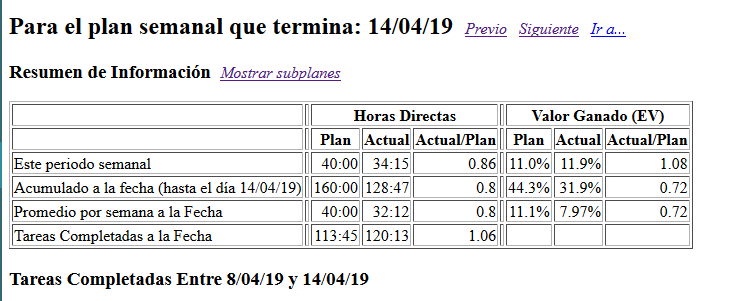 Para el plan semanal que termina: 14/04/19 Previo Siguiente Ir a...
Resumen de Información Mostrar subplanes
Horas Directas Valor Ganado (EV)
Plan Actual Actual/Plan Plan Actual Actual/Plan
Este periodo semanal 40:00 34:15 0.86 11.0% 11.9% 1.08
Acumulado a la fecha (hasta el día 14/04/19) 160:00 128:47 0.8 44.3% 31.9% 0.72
Promedio por semana a la Fecha 40:00 32:12 0.8 11.1% 7.97% 0.72
Tareas Completadas a la Fecha 113:45 120:13 1.06
Tareas Completadas Entre 8/04/19 y 14/04/19